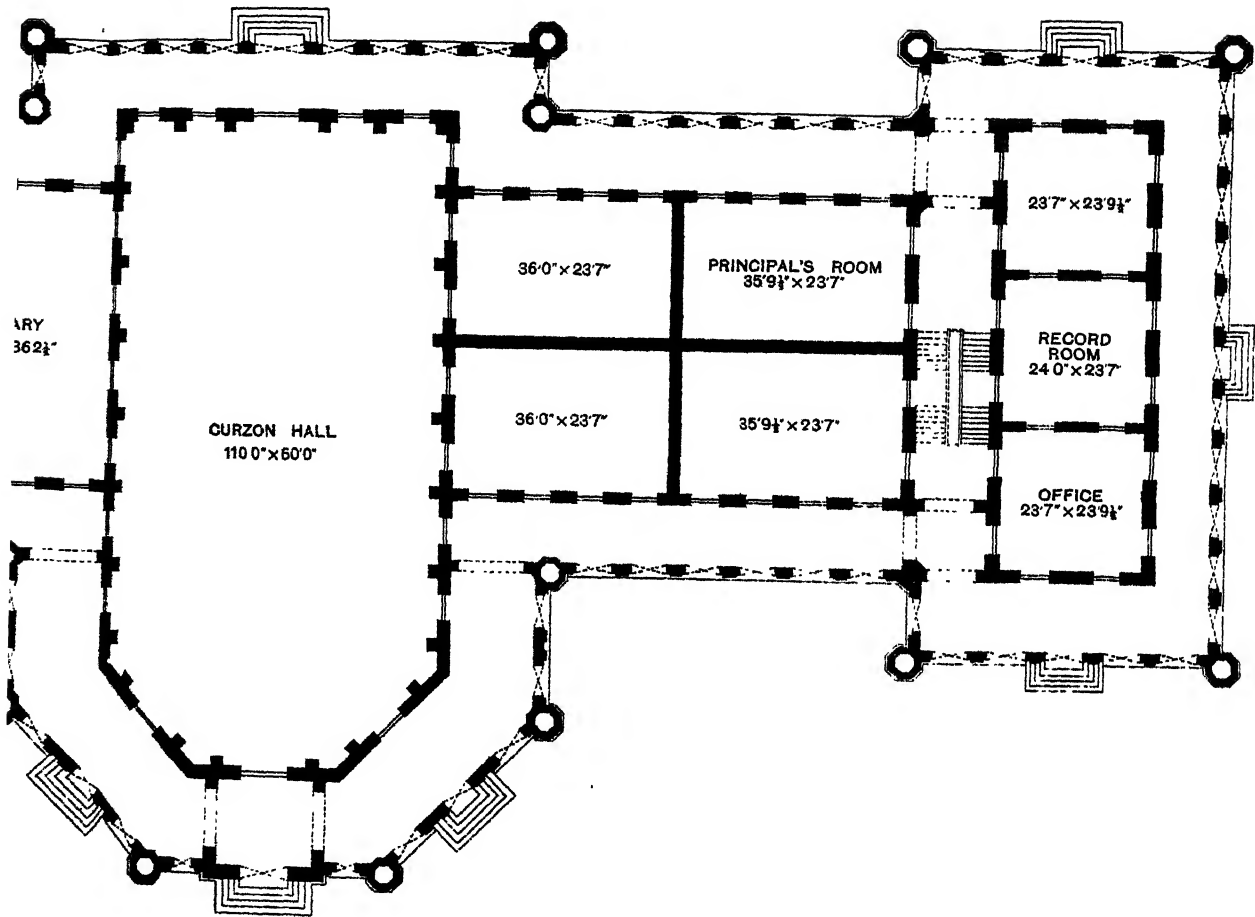 ARY
36 2½"
CURZON HALL
110 0"×60'0"
36'0"×23'7"
PRINCIPAL'S ROOM
35'9½"×23'7"
36'0"×23'7"
35'9½"×23'7"
23'7"×23'9½"
RECORD
ROOM
24 0"×23'7"
OFFICE
23'7"×23'9½"